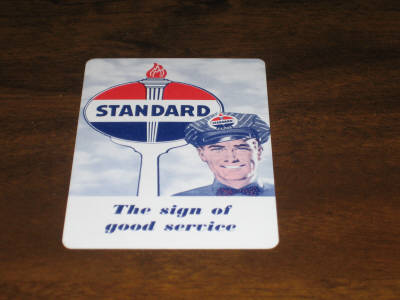 STANDARD
The sign of
good service